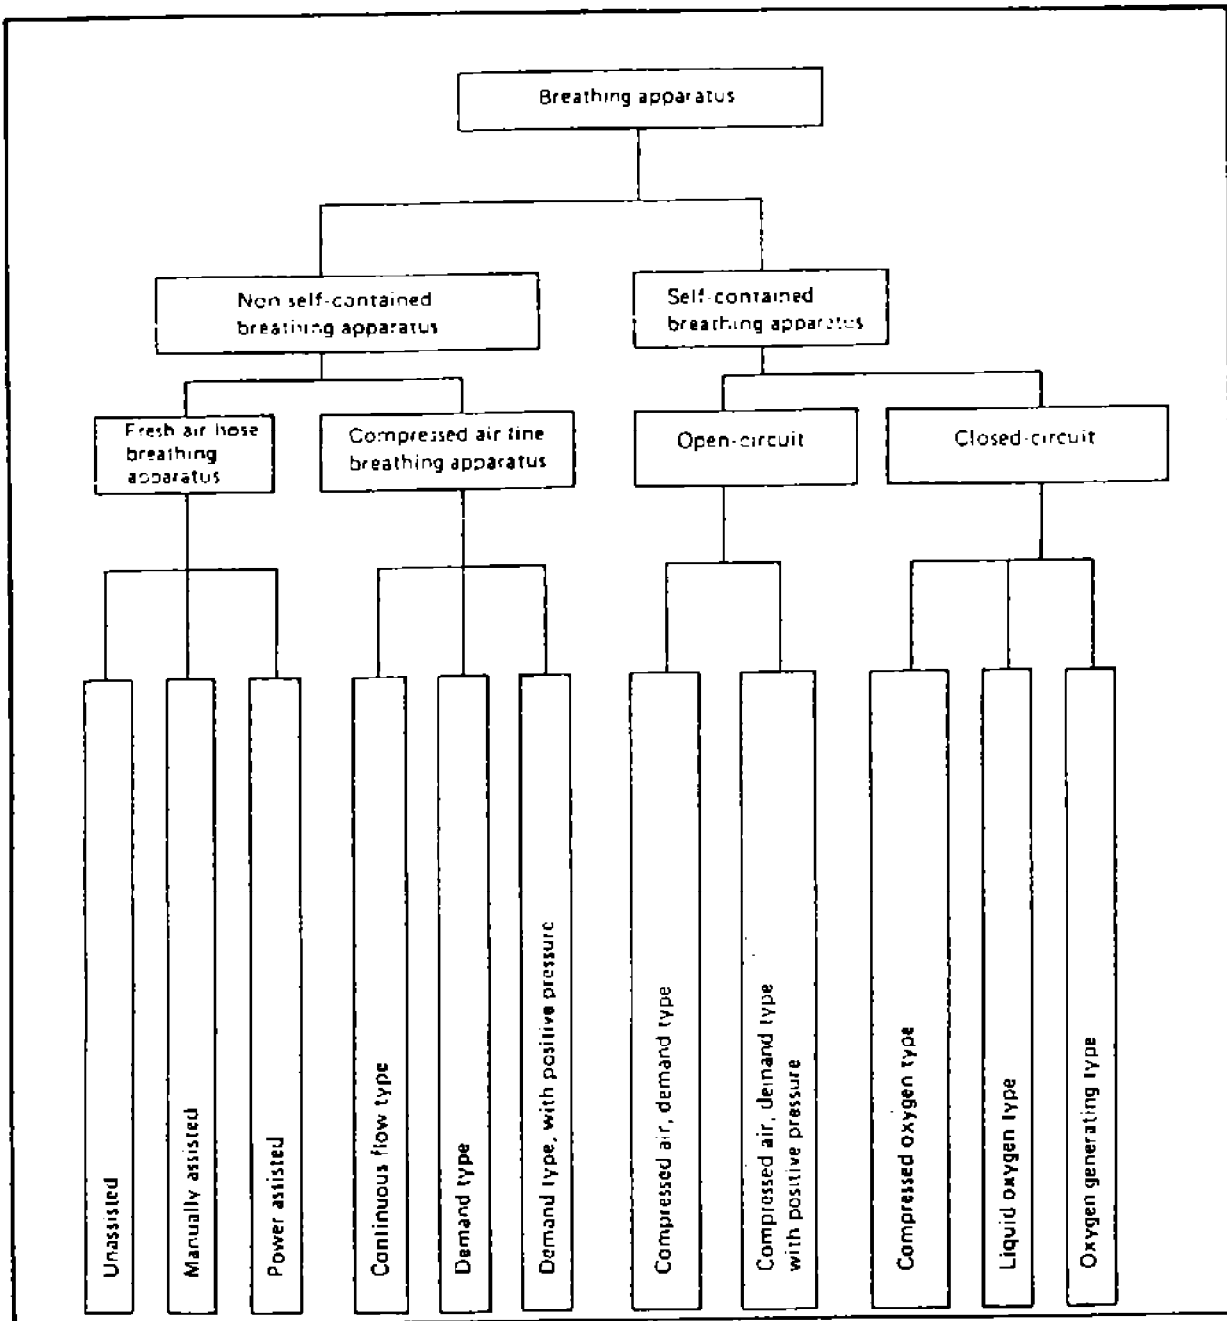 Breathing apparatus
Non self-contained
breathing apparatus
Self-contained
breathing apparatus
Fresh air hose
breathing
apparatus
Compressed air line
breathing apparatus
Open-circuit
Closed-circuit
Unassisted
Manually assisted
Power assisted
Continuous flow type
Demand type
Demand type, with positive pressure
Compressed air, demand type
Compressed air, demand type
with positive pressure
Compressed oxygen type
Liquid oxygen type
Oxygen generating type